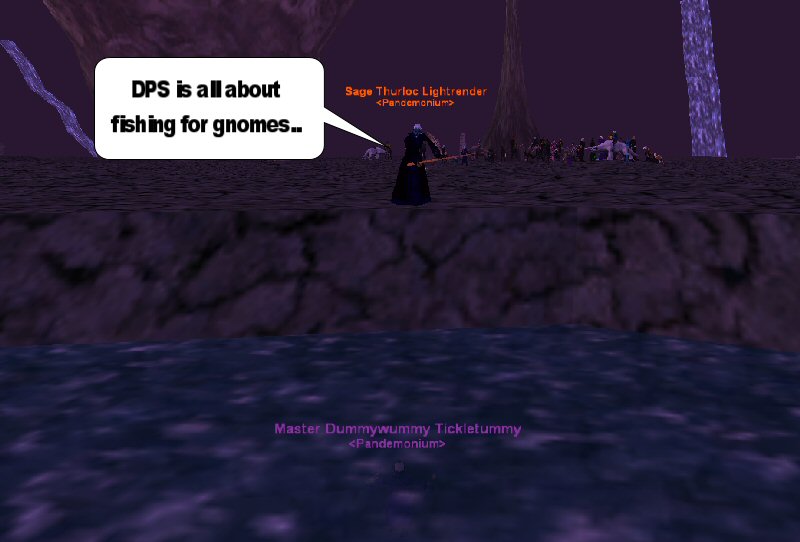 DPS is all about
fishing for gnomes..
Sage Thurloc Lightrender
<Pandemonium>
Master Dummywummy Tickletummy
<Pandemonium>